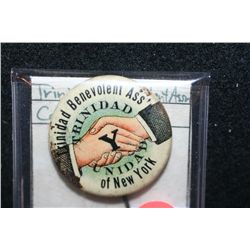 Trinidad Benevolent Ass'n
TRINIDAD
Y
UNIDAD
of New York